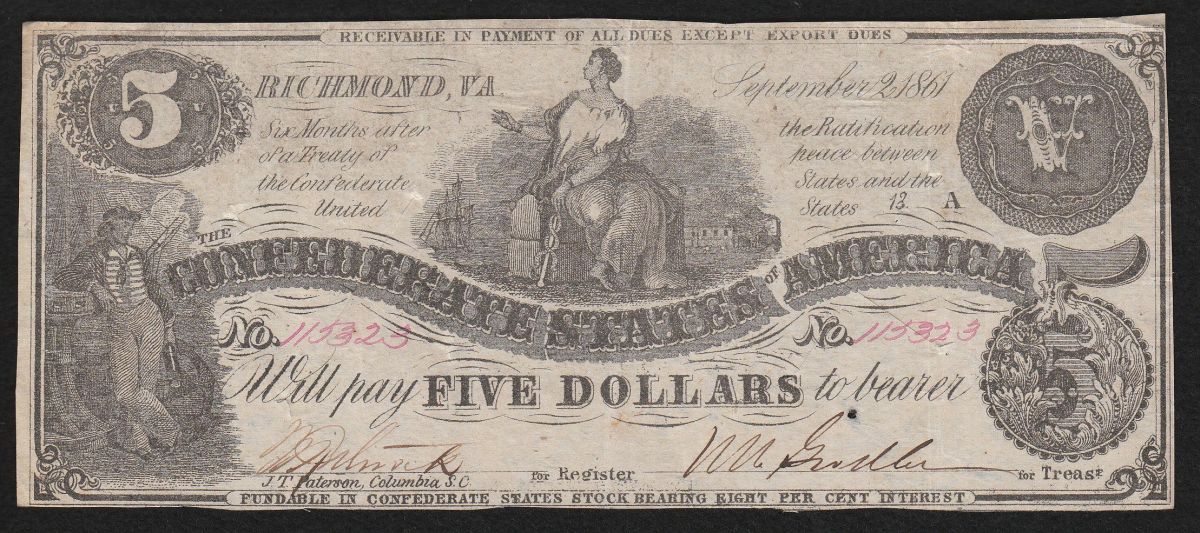 RECEIVABLE IN PAYMENT OF ALL DUES EXCEPT EXPORT DUES
5
RICHMOND, VA.
September 2, 1861
V
Six Months after
the Ratification
of a Treaty of
peace between
the Confederate
States and the
United
States 13. A
THE
CONFEDERATE STATES OF AMERICA
No. 115323
No. 115323
Will pay FIVE DOLLARS to bearer
5
for Register
for Treasr
J T Paterson, Columbia S.C.
FUNDABLE IN CONFEDERATE STATES STOCK BEARING EIGHT PER CENT INTEREST